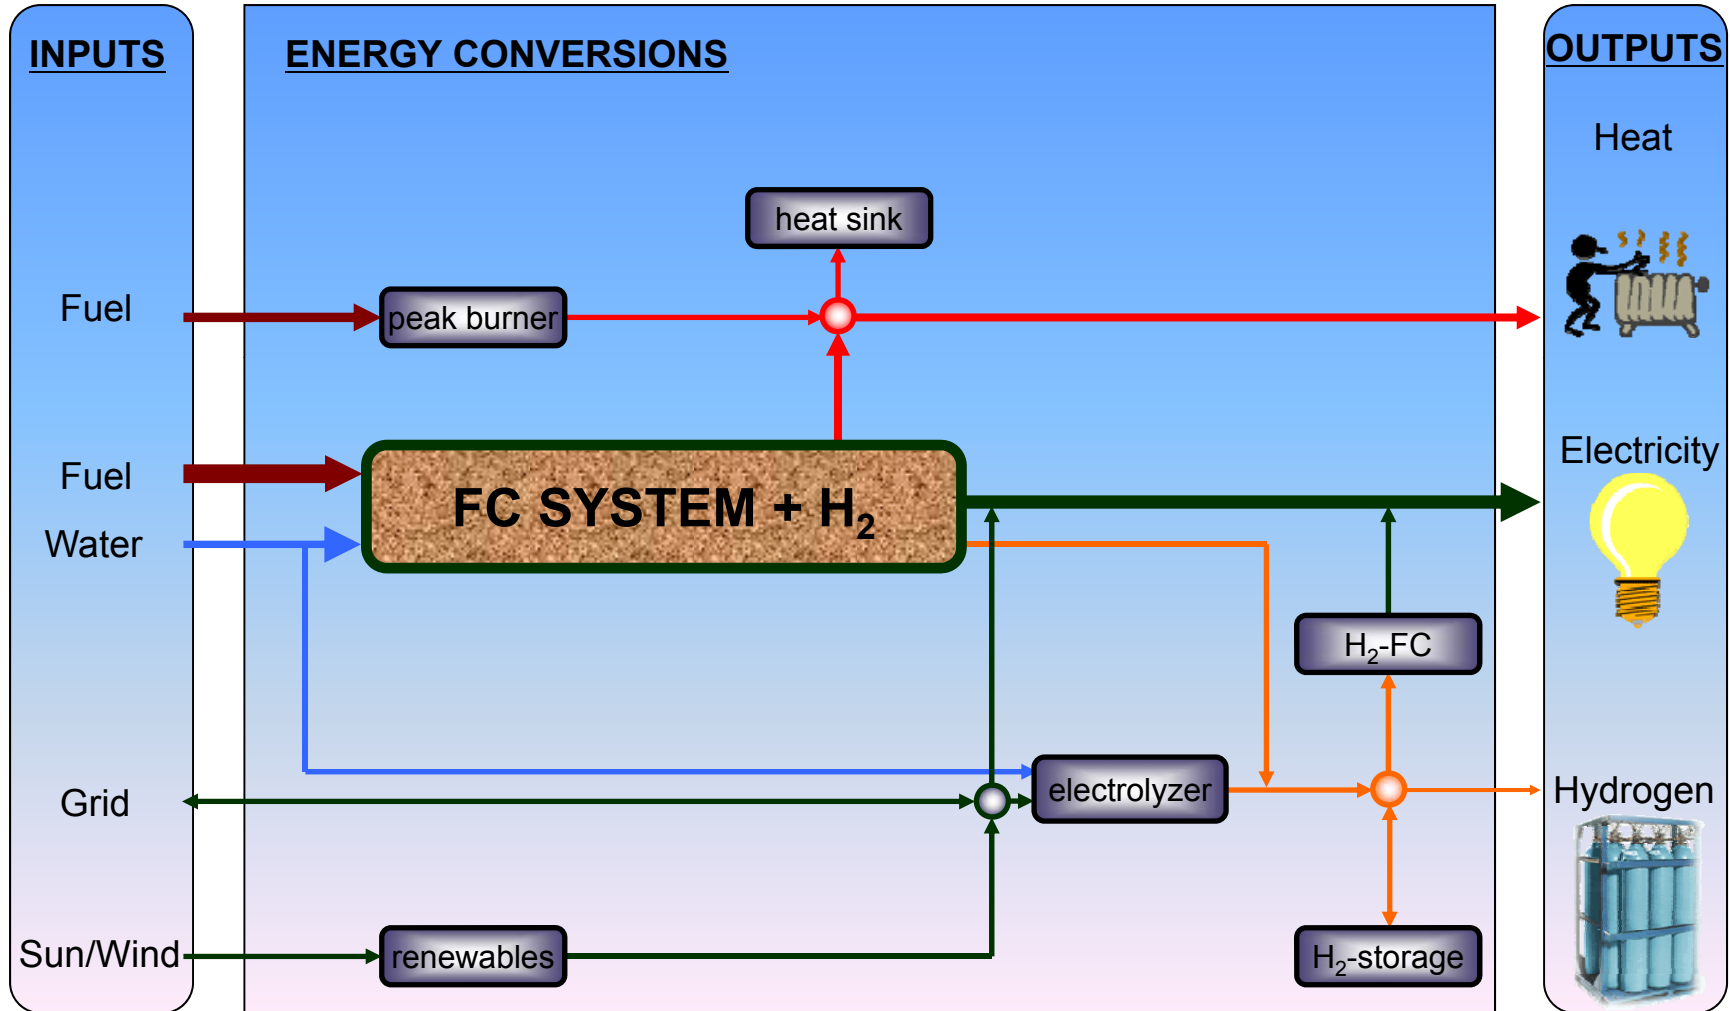 INPUTS
ENERGY CONVERSIONS
OUTPUTS
Heat
heat sink
Fuel
peak burner
Fuel
FC SYSTEM + H₂
Electricity
Water
H₂-FC
Grid
electrolyzer
Hydrogen
Sun/Wind
renewables
H₂-storage